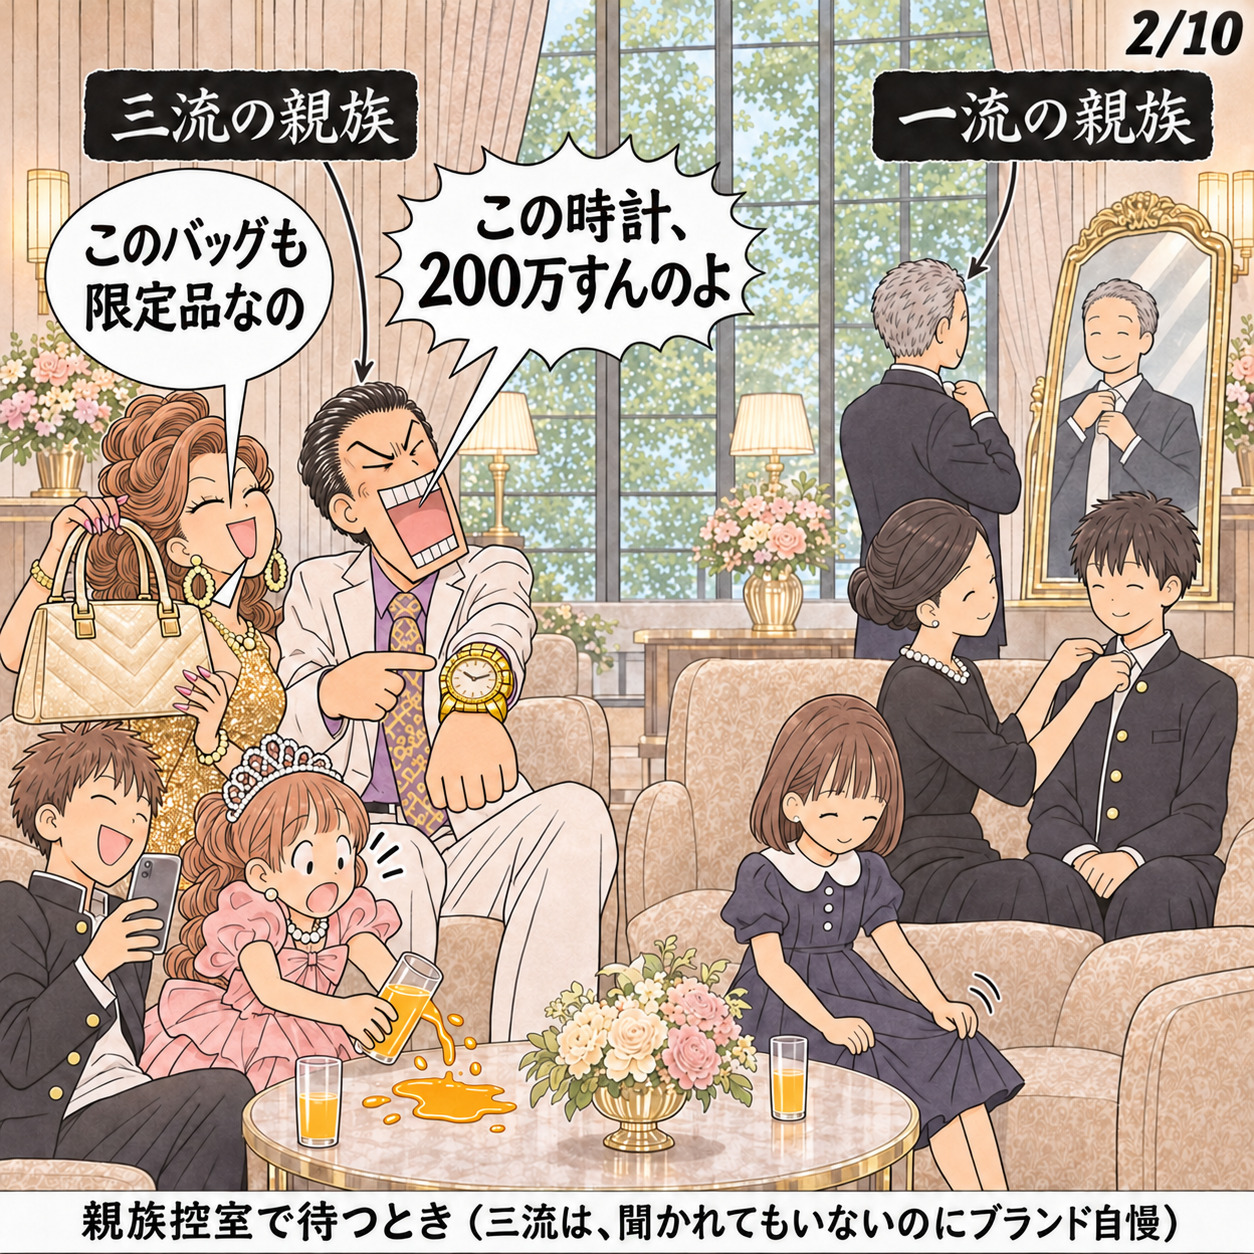 2/10
三流の親族
一流の親族
このバッグも
限定品なの
この時計、
200万すんのよ
親族控室で待つとき（三流は、聞かれてもいないのにブランド自慢）